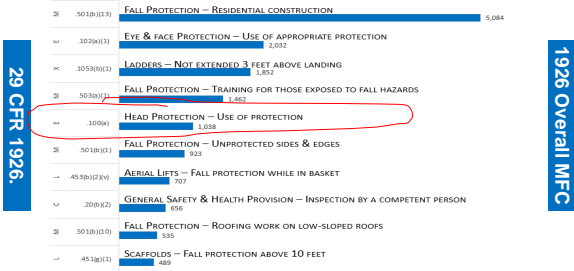 29 CFR 1926.
1926 Overall MFC
M .501(b)(13) Fall Protection – Residential construction 5,084
E .102(a)(1) Eye & face Protection – Use of appropriate protection 2,032
X .1053(b)(1) Ladders – Not extended 3 feet above landing 1,852
M .503(a)(1) Fall Protection – Training for those exposed to fall hazards 1,462
E .100(a) Head Protection – Use of protection 1,038
M .501(b)(1) Fall Protection – Unprotected sides & edges 923
L .453(b)(2)(v) Aerial Lifts – Fall protection while in basket 707
C .20(b)(2) General Safety & Health Provision – Inspection by a competent person 656
M .501(b)(10) Fall Protection – Roofing work on low-sloped roofs 535
L .451(g)(1) Scaffolds – Fall protection above 10 feet 489